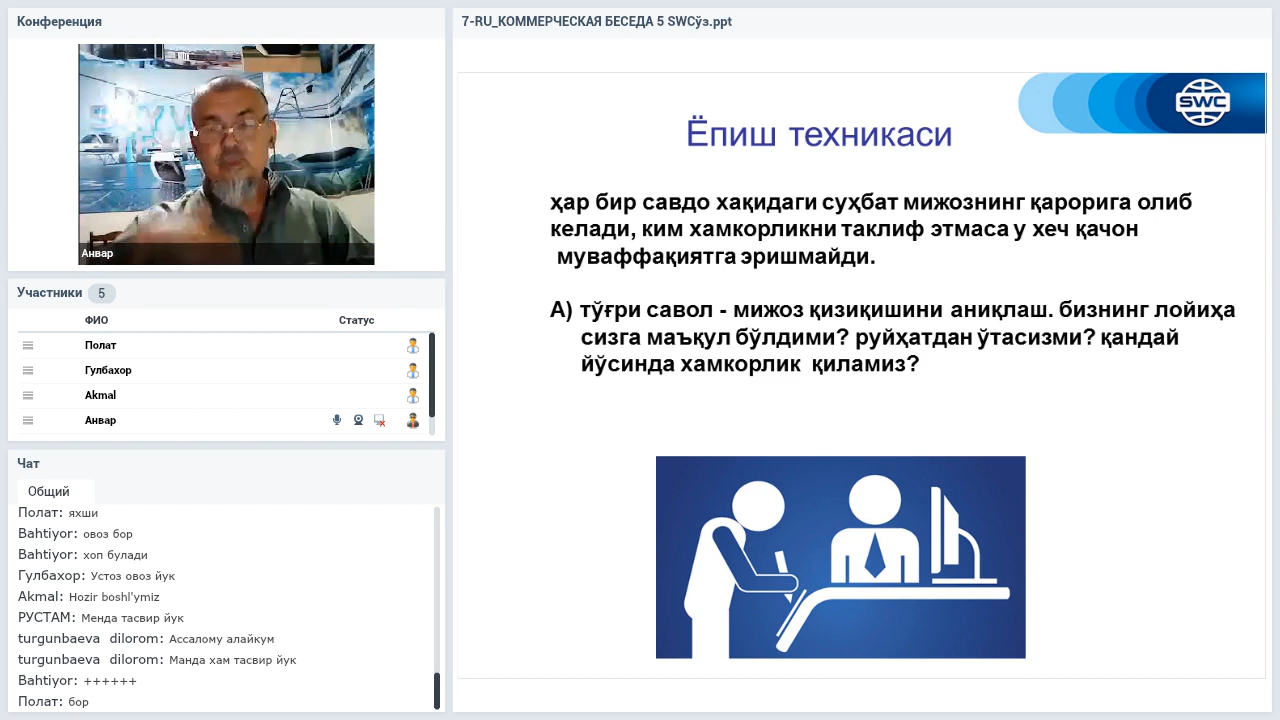 Конференция
Анвар
Участники 5
ФИО Статус
Полат
Гулбахор
Akmal
Анвар
Чат
Общий
Полат: яхши
Bahtiyor: овоз бор
Bahtiyor: хоп булади
Гулбахор: Устоз овоз йук
Akmal: Hozir boshl'ymiz
РУСТАМ: Менда тасвир йук
turgunbaeva dilorom: Ассалому алайкум
turgunbaeva dilorom: Манда хам тасвир йук
Bahtiyor: ++++++
Полат: бор
7-RU_КОММЕРЧЕСКАЯ БЕСЕДА 5 SWCўз.ppt
SWC
Ёпиш техникаси
ҳар бир савдо хақидаги суҳбат мижознинг қарорига олиб
келади, ким хамкорликни таклиф этмаса у хеч қачон
муваффақиятга эришмайди.
А) тўғри савол - мижоз қизиқишини аниқлаш. бизнинг лойиҳа
сизга маъқул бўлдими? руйҳатдан ўтасизми? қандай
йўсинда хамкорлик қиламиз?